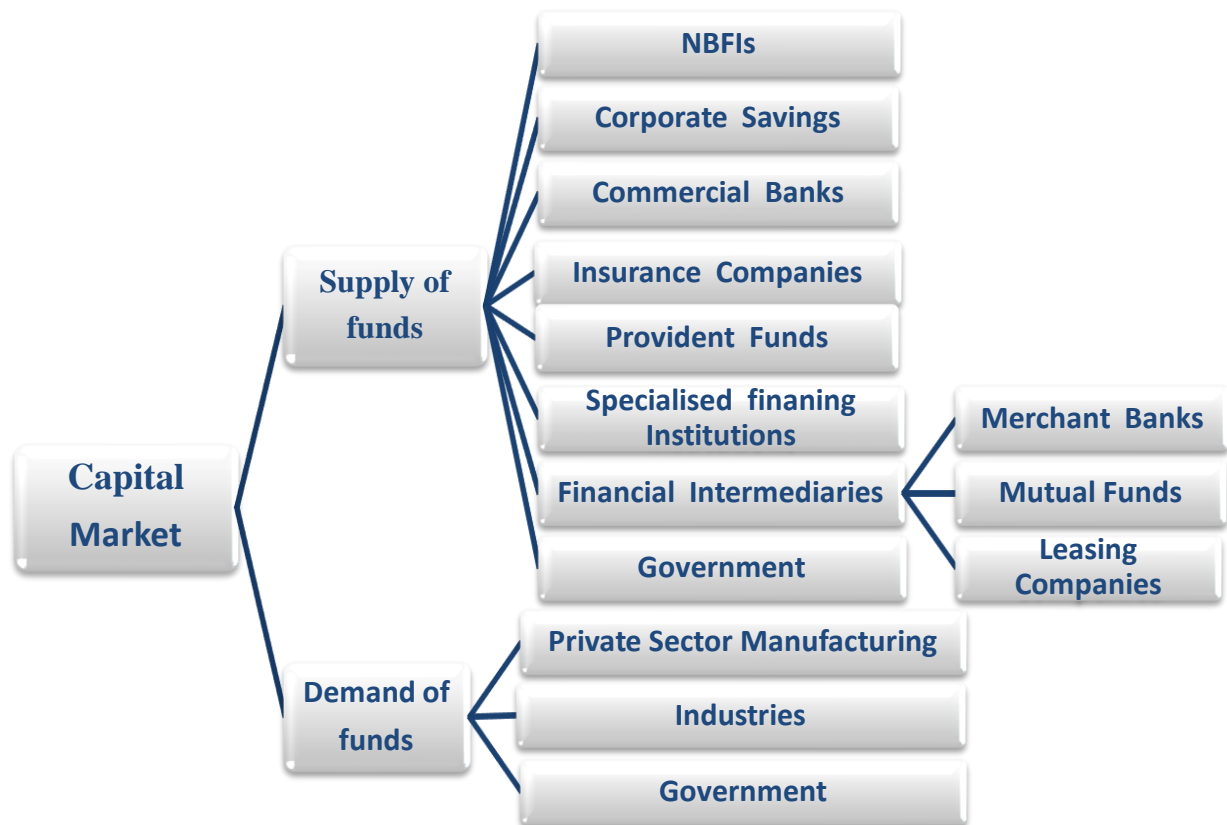 NBFIs
Corporate Savings
Commercial Banks
Supply of
funds
Insurance Companies
Provident Funds
Specialised finaning
Institutions
Merchant Banks
Capital
Market
Financial Intermediaries
Mutual Funds
Government
Leasing
Companies
Private Sector Manufacturing
Demand of
funds
Industries
Government